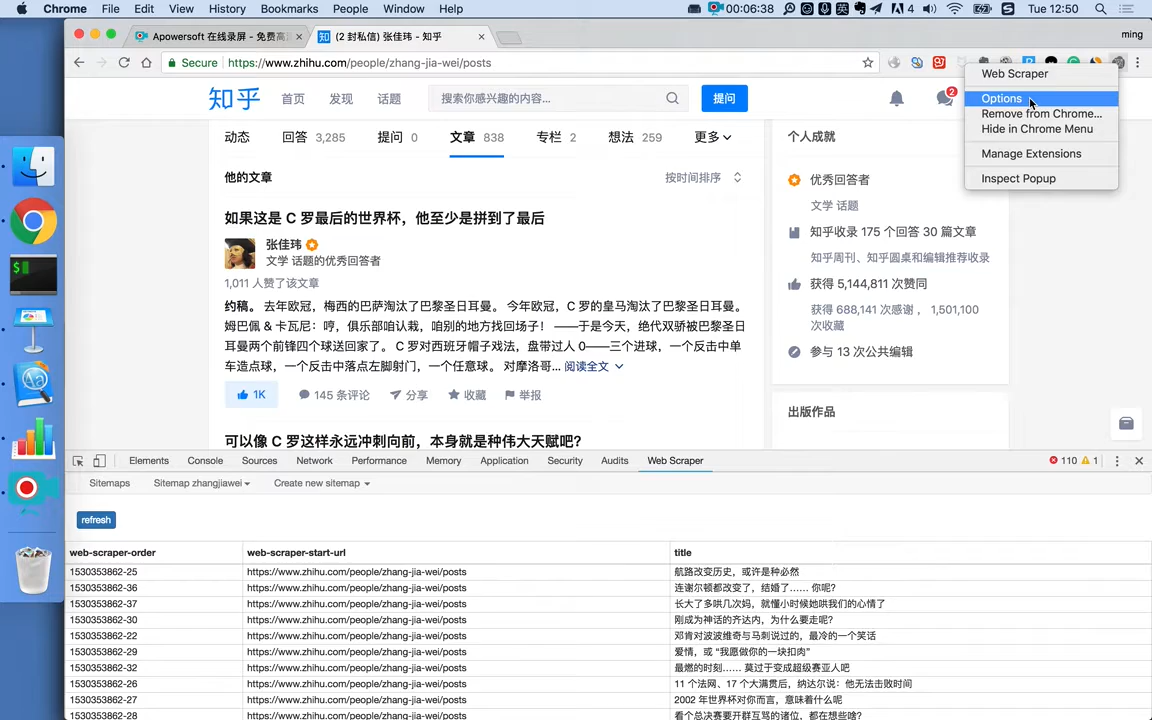 Chrome File Edit View History Bookmarks People Window Help 00:06:38 英 4 Tue 12:50
Apowersoft 在线录屏 - 免费高 (2 封私信) 张佳玮 - 知乎 ming
Secure https://www.zhihu.com/people/zhang-jia-wei/posts
Web Scraper
Options
Remove from Chrome...
Hide in Chrome Menu
Manage Extensions
Inspect Popup
知乎 首页 发现 话题 搜索你感兴趣的内容... 提问 2
动态 回答 3,285 提问 0 文章 838 专栏 2 想法 259 更多
他的文章 按时间排序
如果这是 C 罗最后的世界杯，他至少是拼到了最后
张佳玮
文学 话题的优秀回答者
1,011 人赞了该文章
约稿。 去年欧冠，梅西的巴萨淘汰了巴黎圣日耳曼。 今年欧冠，C 罗的皇马淘汰了巴黎圣日耳曼。
姆巴佩 & 卡瓦尼：哼，俱乐部咱认栽，咱别的地方找回场子！ ——于是今天，绝代双骄被巴黎圣日
耳曼两个前锋四个球送回家了。 C 罗对西班牙帽子戏法，盘带过人 0——三个进球，一个反击中单
车造点球，一个反击中落点左脚射门，一个任意球。 对摩洛哥... 阅读全文
1K 145 条评论 分享 收藏 举报
可以像 C 罗这样永远冲刺向前，本身就是种伟大天赋吧?
个人成就
优秀回答者
文学 话题
知乎收录 175 个回答 30 篇文章
知乎周刊、知乎圆桌和编辑推荐收录
获得 5,144,811 次赞同
获得 688,141 次感谢 ，1,501,100
次收藏
参与 13 次公共编辑
出版作品
Elements Console Sources Network Performance Memory Application Security Audits Web Scraper 110 1
Sitemaps Sitemap zhangjiawei Create new sitemap
refresh
web-scraper-order web-scraper-start-url title
1530353862-25 https://www.zhihu.com/people/zhang-jia-wei/posts 航路改变历史，或许是种必然
1530353862-36 https://www.zhihu.com/people/zhang-jia-wei/posts 连谢尔顿都改变了，结婚了…… 你呢?
1530353862-37 https://www.zhihu.com/people/zhang-jia-wei/posts 长大了多哄几次妈，就懂小时候她哄我们的心情了
1530353862-30 https://www.zhihu.com/people/zhang-jia-wei/posts 刚成为神话的齐达内，为什么要走呢?
1530353862-22 https://www.zhihu.com/people/zhang-jia-wei/posts 邓肯对波波维奇与马刺说过的，最冷的一个笑话
1530353862-29 https://www.zhihu.com/people/zhang-jia-wei/posts 爱情，或 “我愿做你的一块扣肉”
1530353862-32 https://www.zhihu.com/people/zhang-jia-wei/posts 最燃的时刻…… 莫过于变成超级赛亚人吧
1530353862-26 https://www.zhihu.com/people/zhang-jia-wei/posts 11 个法网、17 个大满贯后，纳达尔说：他无法击败时间
1530353862-27 https://www.zhihu.com/people/zhang-jia-wei/posts 2002 年世界杯对你而言，意味着什么呢
1530353862-28 https://www.zhihu.com/people/zhang-jia-wei/posts 看个总决赛要开群互骂的诸位，都在想些啥?